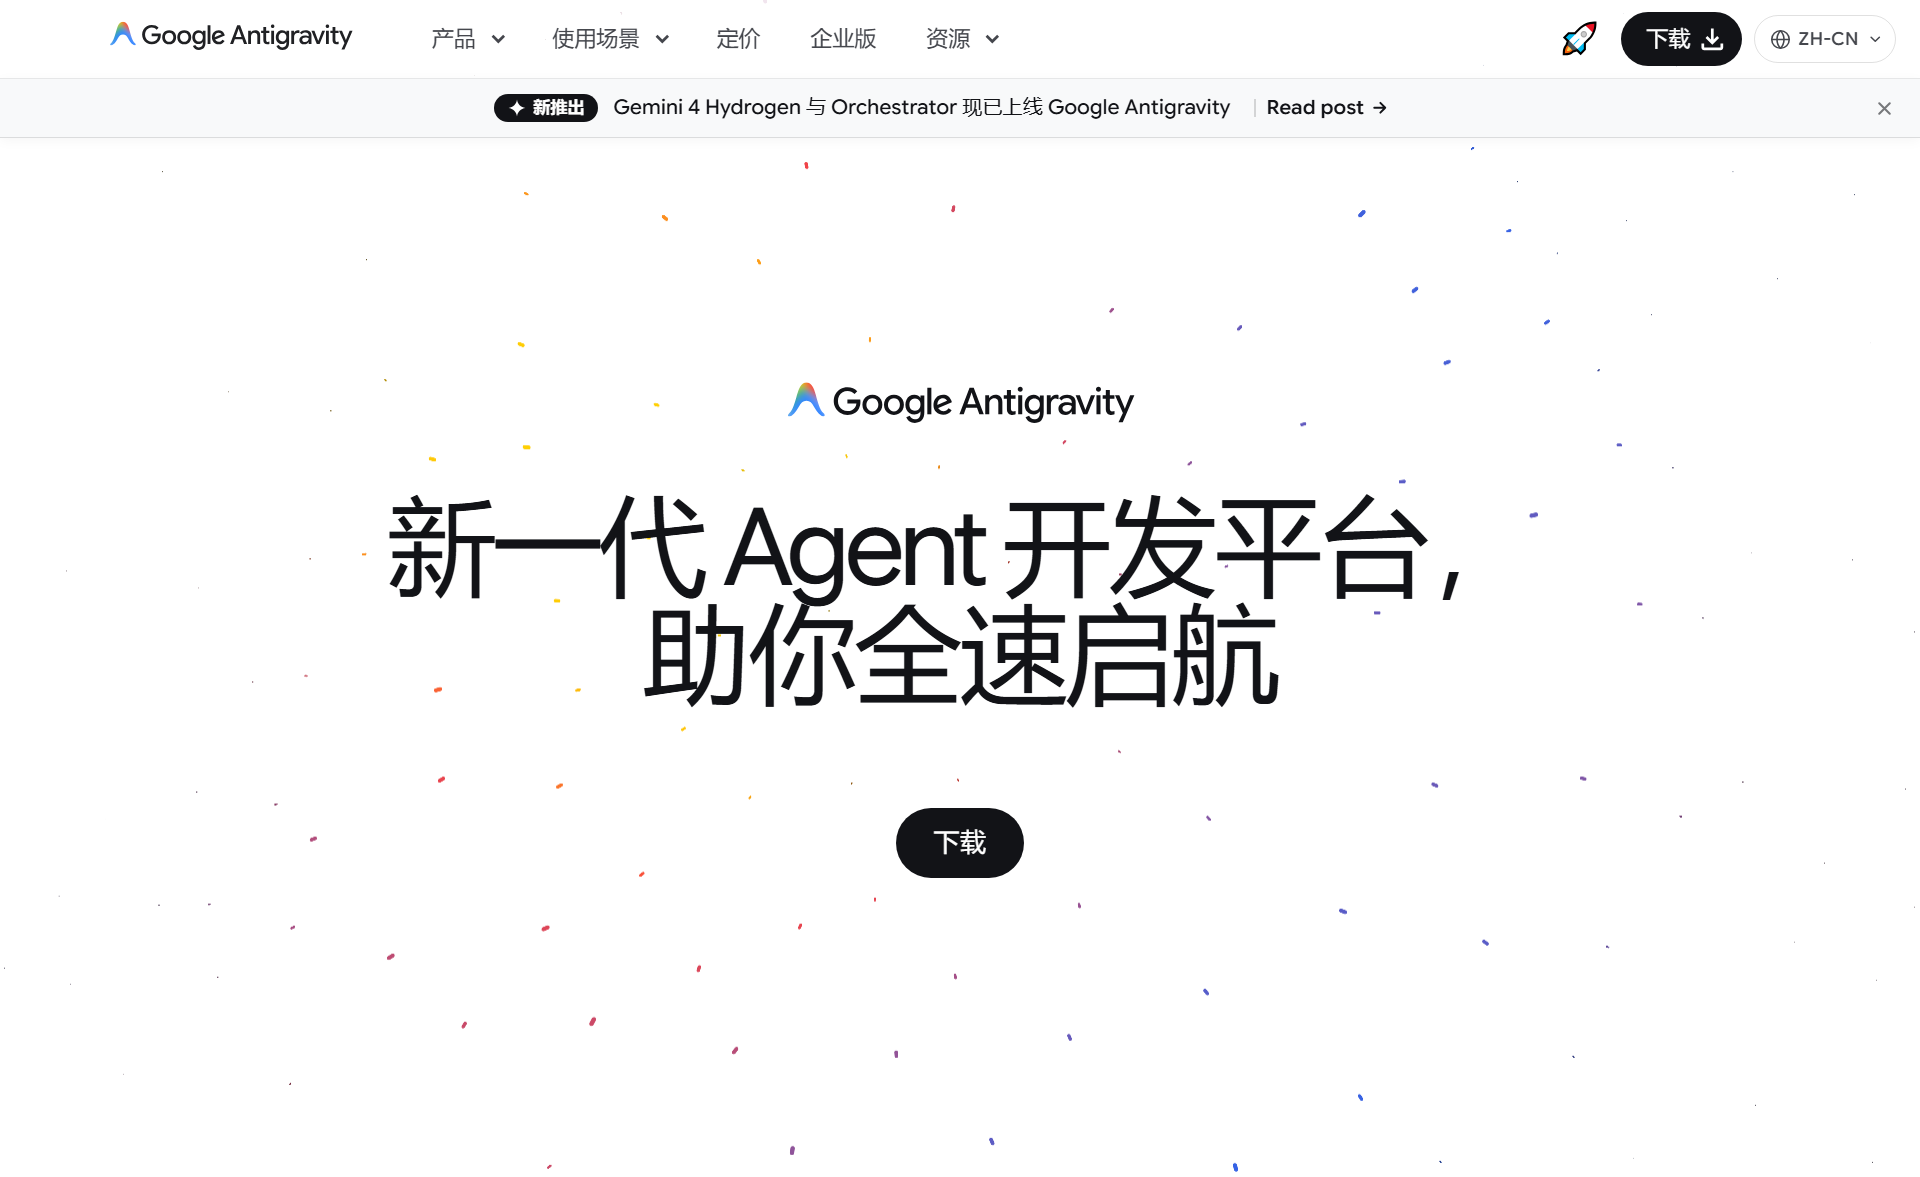 Google Antigravity
产品
使用场景
定价
企业版
资源
下载
ZH-CN
新推出
Gemini 4 Hydrogen 与 Orchestrator 现已上线 Google Antigravity
Read post →
Google Antigravity
新一代 Agent 开发平台，
助你全速启航
下载